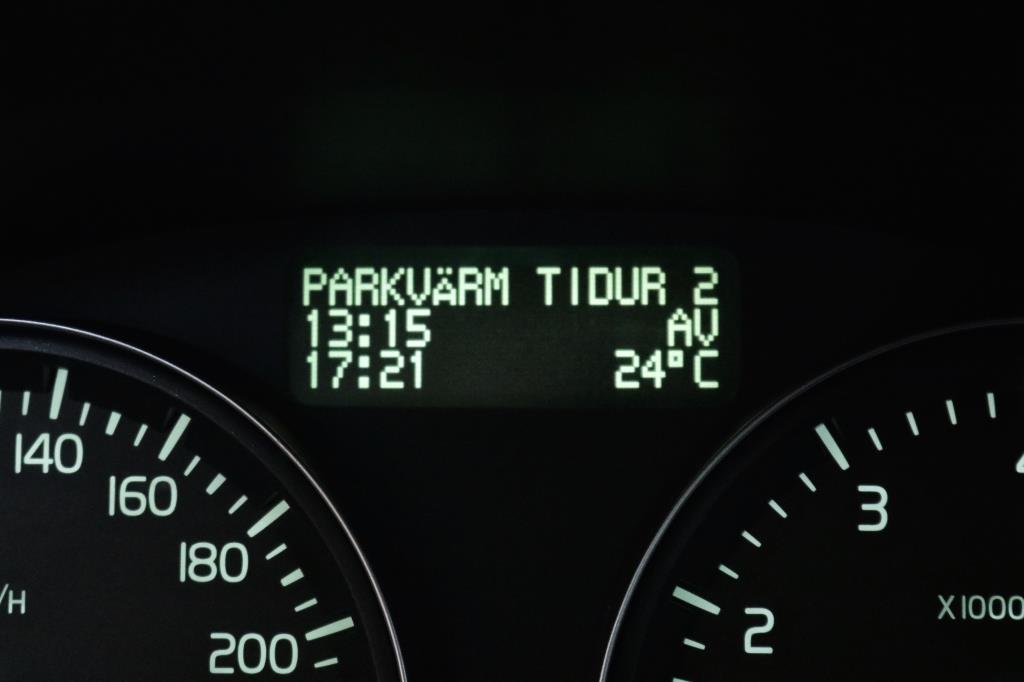 PARKVÄRM TIDUR 2
13:15 AV
17:21 24°C
140
160
180
200
/H
3
2
X1000